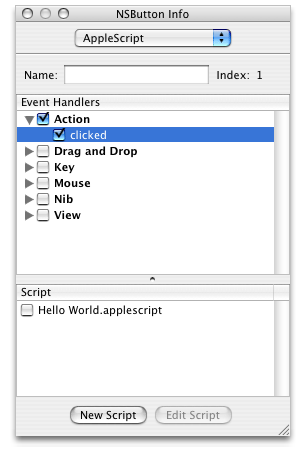 NSButton Info
AppleScript
Name: Index: 1
Event Handlers
Action
clicked
Drag and Drop
Key
Mouse
Nib
View
Script
Hello World.applescript
New Script Edit Script